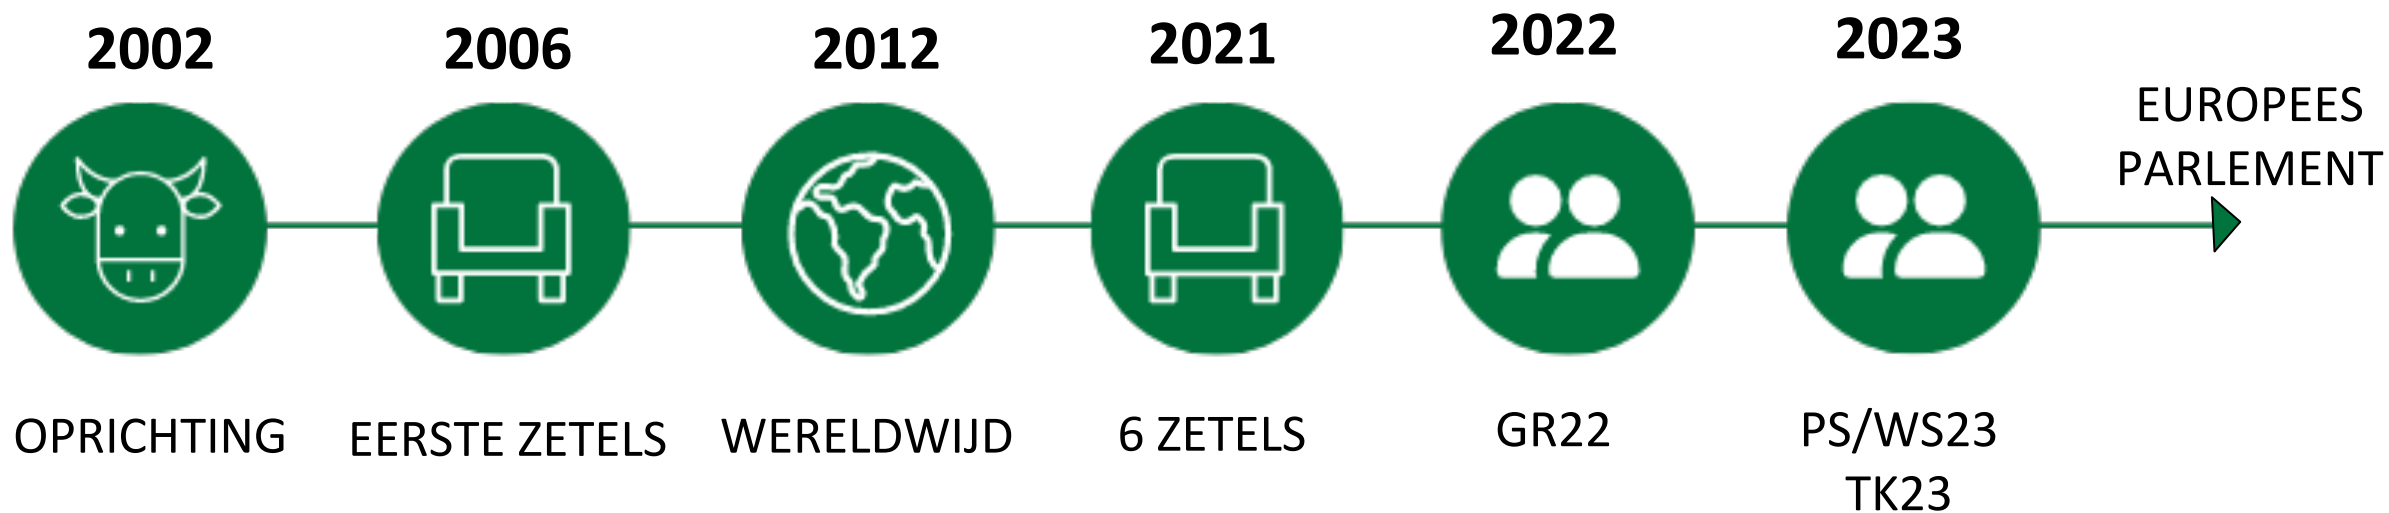 2002
2006
2012
2021
2022
2023
EUROPEES
PARLEMENT
OPRICHTING
EERSTE ZETELS
WERELDWIJD
6 ZETELS
GR22
PS/WS23
TK23